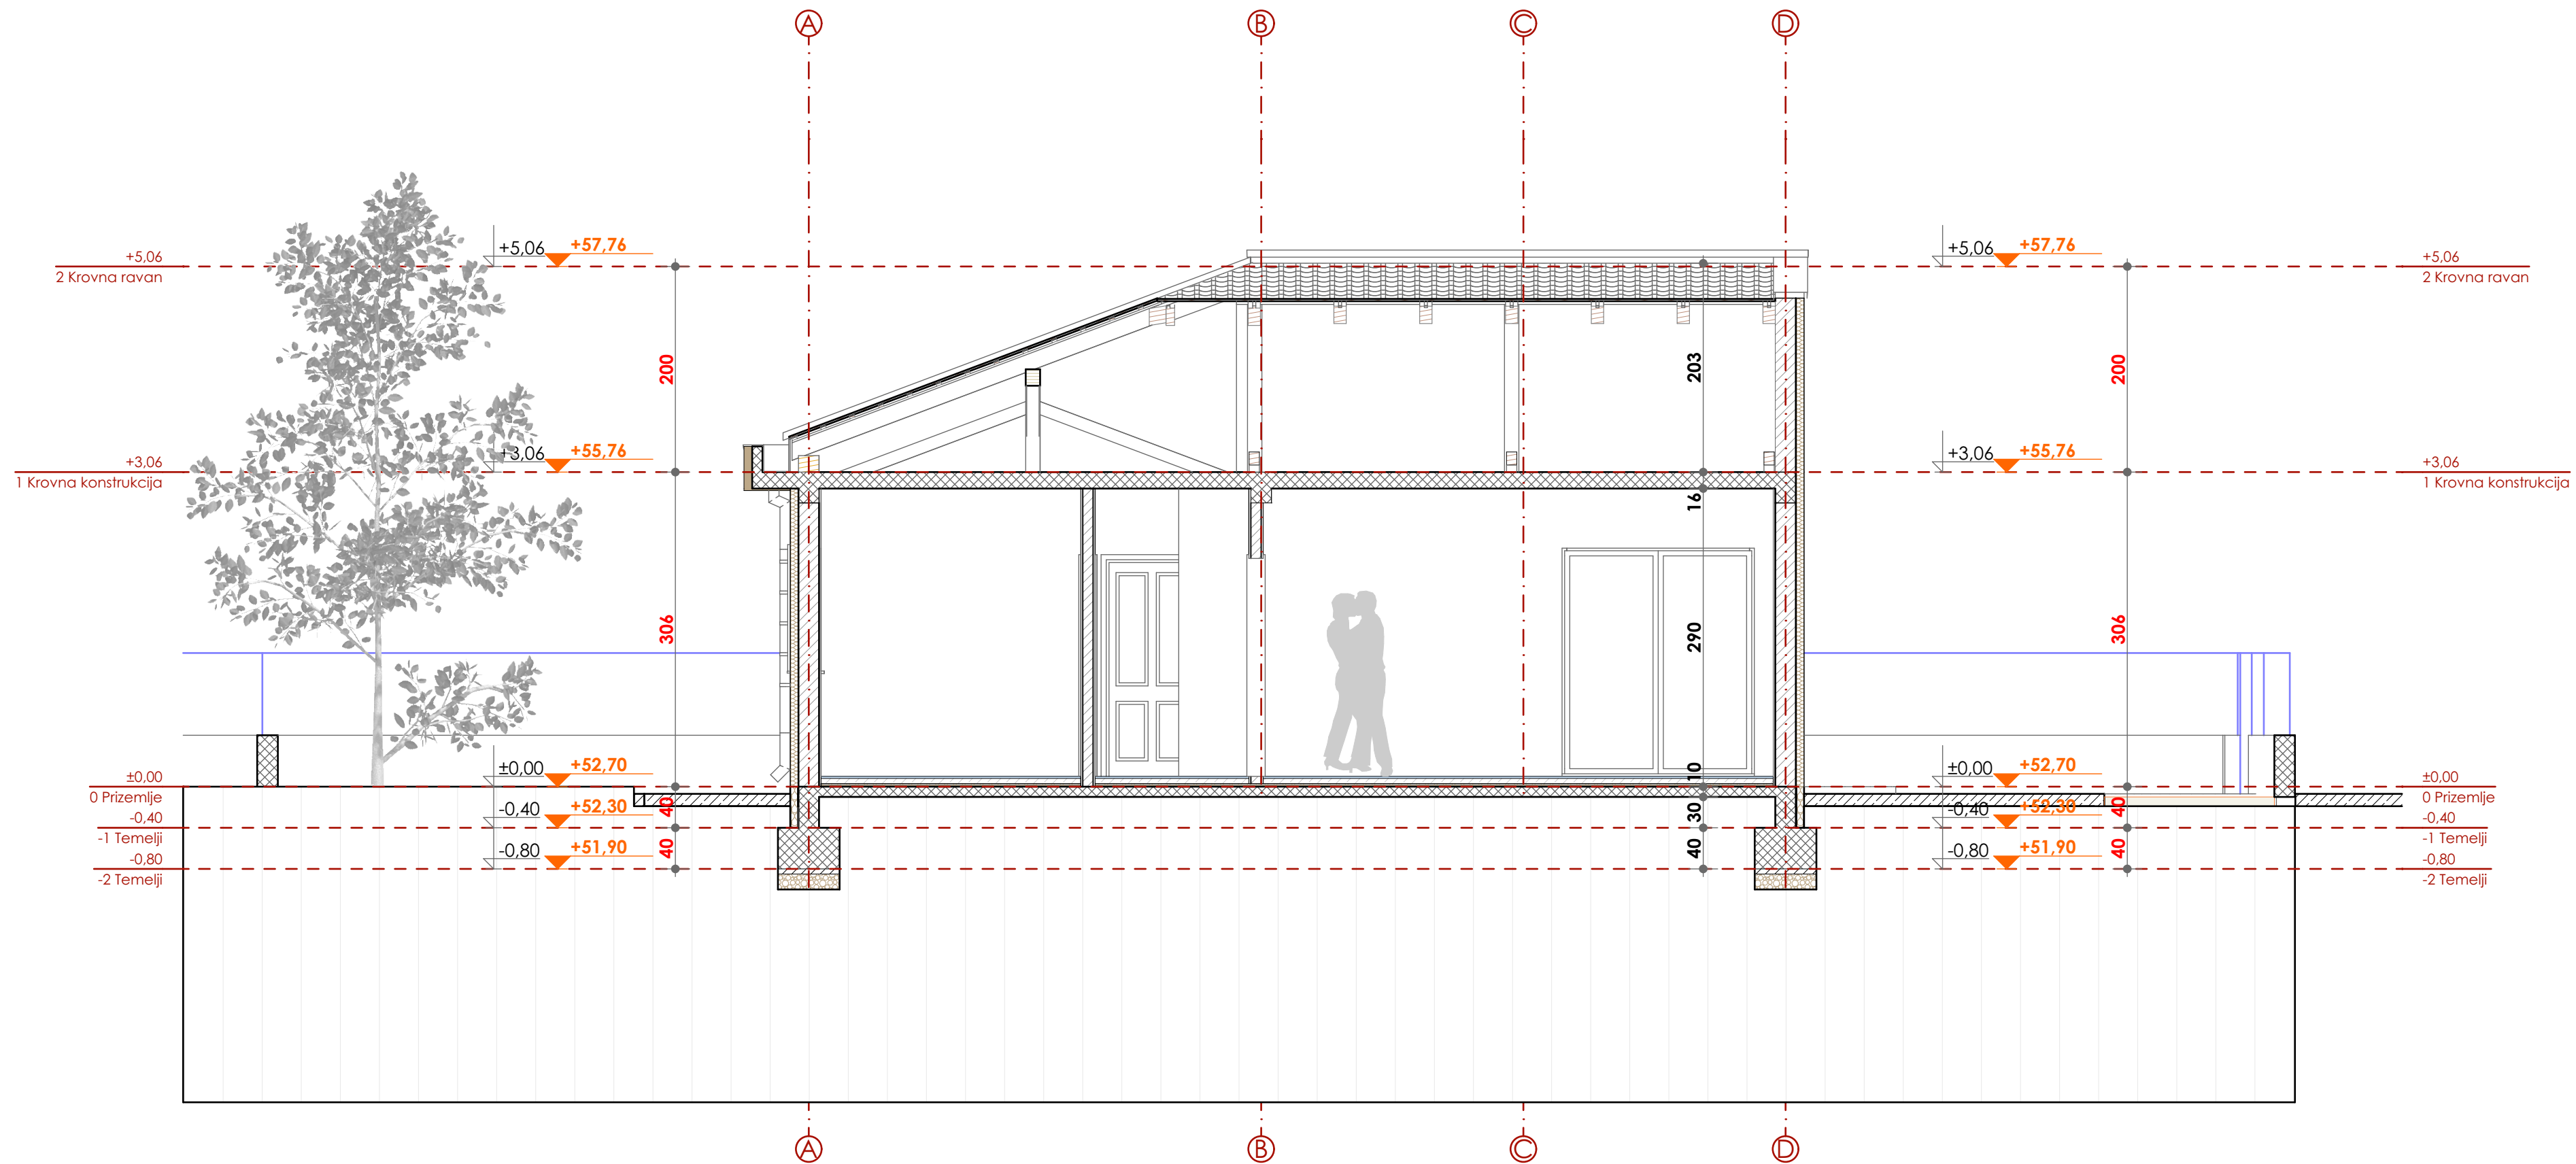 A B C D
+5,06
2 Krovna ravan
+5,06 +57,76
+5,06 +57,76
+5,06
2 Krovna ravan
200
203
200
+3,06
1 Krovna konstrukcija
+3,06 +55,76
+3,06 +55,76
+3,06
1 Krovna konstrukcija
16
306
290
306
±0,00
0 Prizemlje
±0,00 +52,70
10
±0,00 +52,70
±0,00
0 Prizemlje
-0,40
-1 Temelji
-0,40 +52,30
40
30
-0,40 +52,30
40
-0,40
-1 Temelji
-0,80
-2 Temelji
-0,80 +51,90
40
40
-0,80 +51,90
40
-0,80
-2 Temelji
A B C D